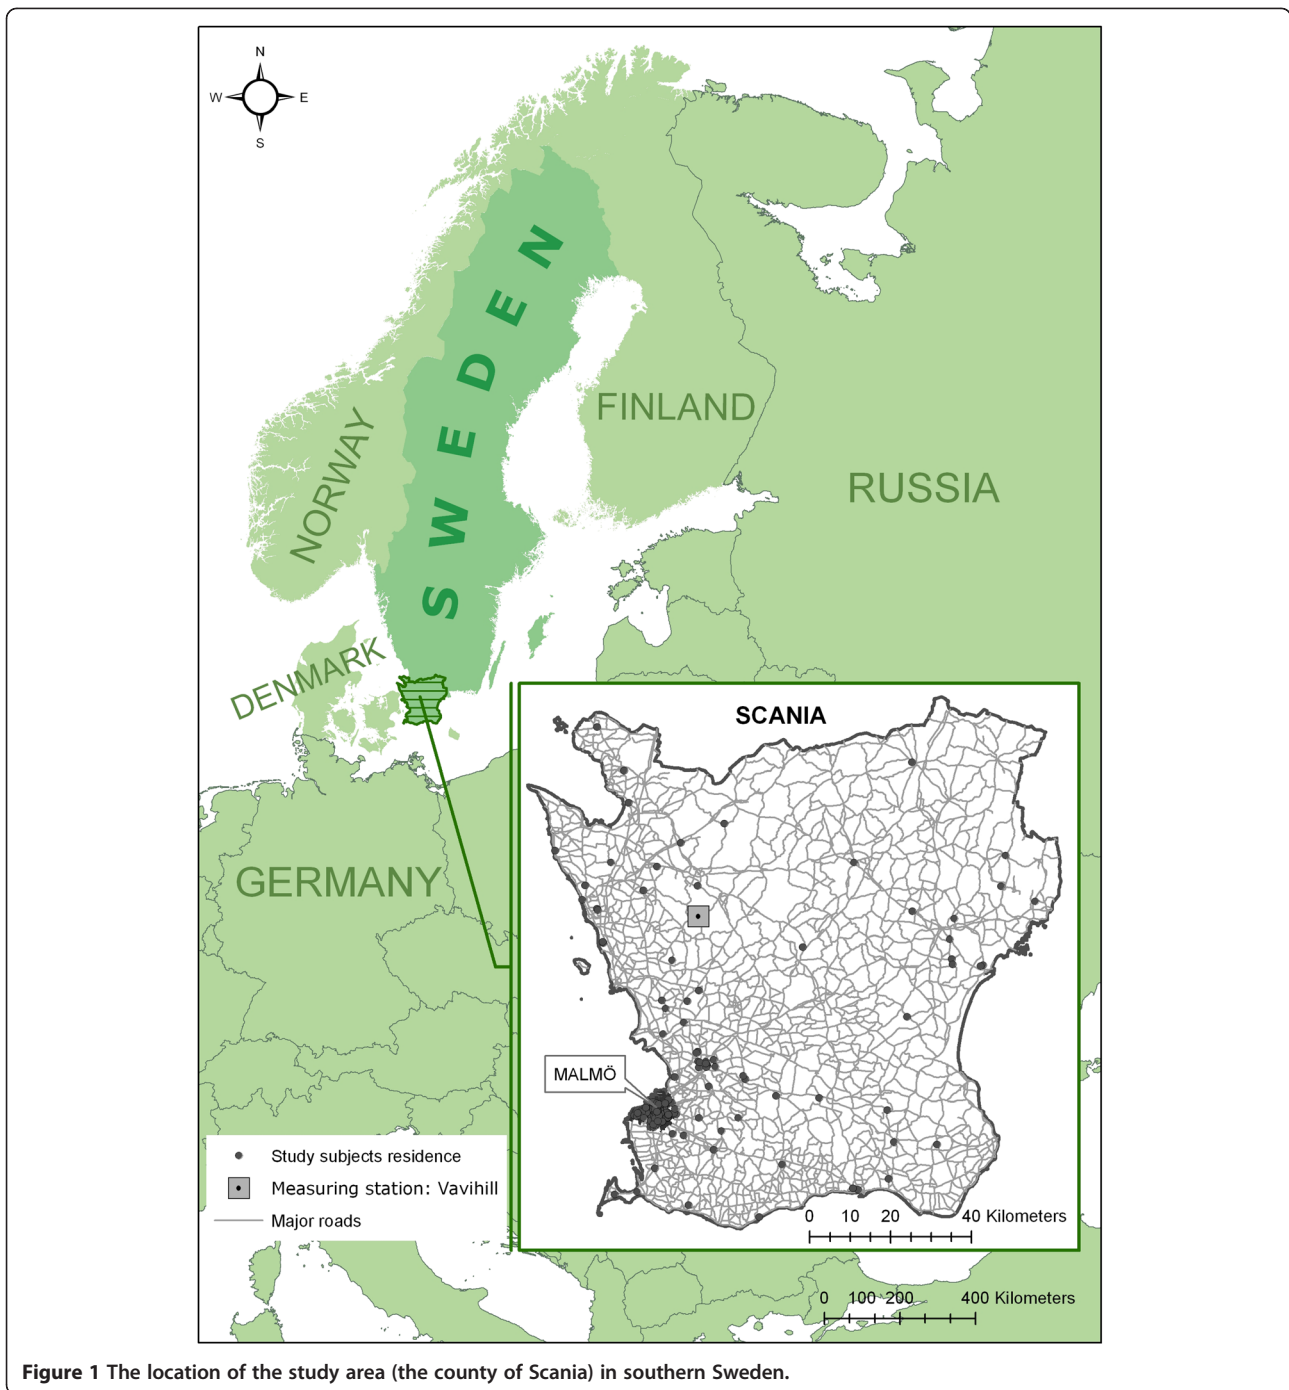 N
W E
S
SWEDEN
FINLAND
NORWAY
RUSSIA
DENMARK
SCANIA
GERMANY
MALMÖ
Study subjects residence
Measuring station: Vavihill
Major roads
0 10 20 40 Kilometers
0 100 200 400 Kilometers
Figure 1 The location of the study area (the county of Scania) in southern Sweden.